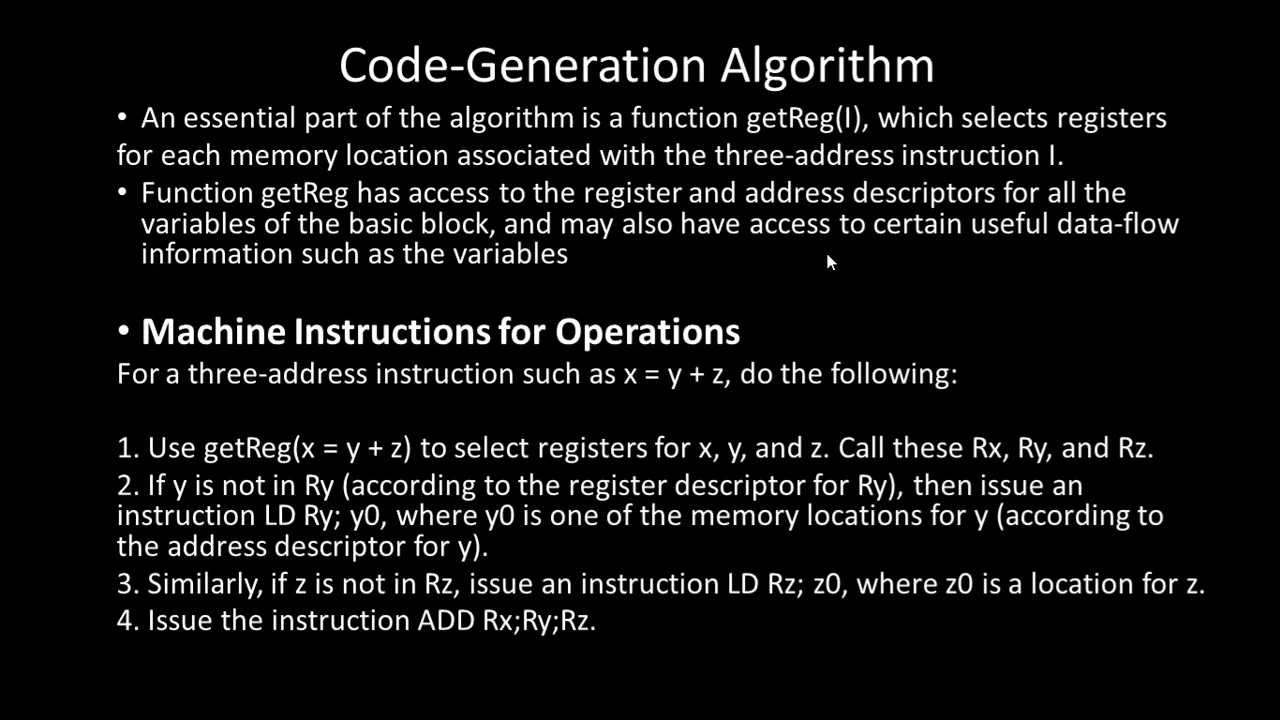 Code-Generation Algorithm
• An essential part of the algorithm is a function getReg(I), which selects registers
for each memory location associated with the three-address instruction I.
• Function getReg has access to the register and address descriptors for all the
variables of the basic block, and may also have access to certain useful data-flow
information such as the variables
• Machine Instructions for Operations
For a three-address instruction such as x = y + z, do the following:
1. Use getReg(x = y + z) to select registers for x, y, and z. Call these Rx, Ry, and Rz.
2. If y is not in Ry (according to the register descriptor for Ry), then issue an
instruction LD Ry; y0, where y0 is one of the memory locations for y (according to
the address descriptor for y).
3. Similarly, if z is not in Rz, issue an instruction LD Rz; z0, where z0 is a location for z.
4. Issue the instruction ADD Rx;Ry;Rz.